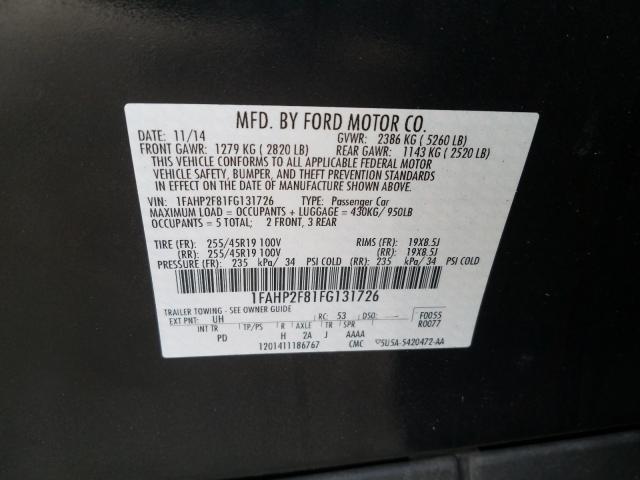 MFD. BY FORD MOTOR CO.
DATE: 11/14 GVWR: 2386 KG ( 5260 LB)
FRONT GAWR: 1279 KG ( 2820 LB) REAR GAWR: 1143 KG ( 2520 LB)
THIS VEHICLE CONFORMS TO ALL APPLICABLE FEDERAL MOTOR
VEHICLE SAFETY, BUMPER, AND THEFT PREVENTION STANDARDS
IN EFFECT ON THE DATE OF MANUFACTURE SHOWN ABOVE.
VIN: 1FAHP2F81FG131726 TYPE: Passenger Car
MAXIMUM LOAD = OCCUPANTS + LUGGAGE = 430KG/ 950LB
OCCUPANTS = 5 TOTAL: 2 FRONT, 3 REAR
TIRE (FR): 255/45R19 100V RIMS (FR): 19X8.5J
(RR): 255/45R19 100V (RR): 19X8.5J
PRESSURE (FR): 235 kPa/ 34 PSI COLD (RR): 235 kPa/ 34 PSI COLD
1FAHP2F81FG131726
TRAILER TOWING - SEE OWNER GUIDE
EXT PNT: UH RC: 53 DSO: F0055
INT TR TP/PS R AXLE TR SPR R0077
PD H 2A J AAAA
1201411186767 CMC 5U5A-5420472-AA